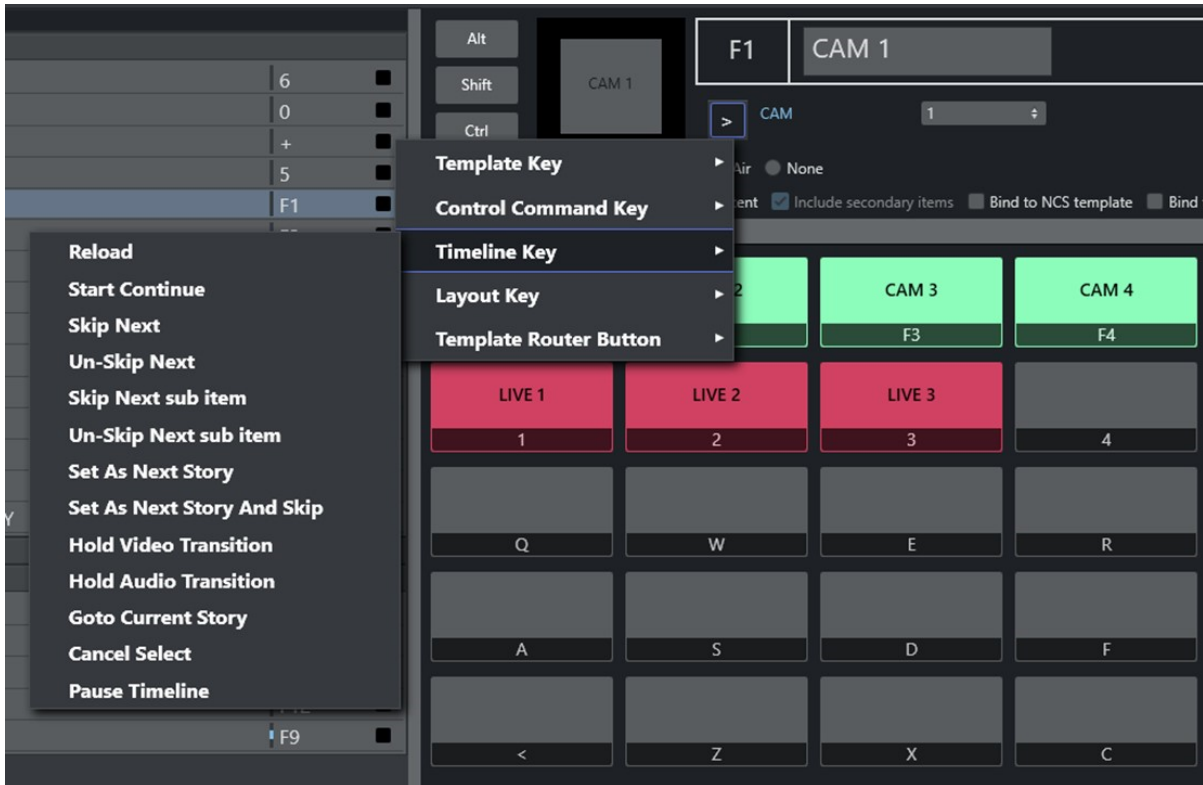 Alt
CAM 1
F1
CAM 1
6
Shift
0
>
CAM
1
Ctrl
+
5
Template Key
Air
None
F1
Control Command Key
Include secondary items
Bind to NCS template
Bind
Timeline Key
Reload
Start Continue
Skip Next
Un-Skip Next
Skip Next sub item
Un-Skip Next sub item
Set As Next Story
Set As Next Story And Skip
Hold Video Transition
Hold Audio Transition
Goto Current Story
Cancel Select
Pause Timeline
Layout Key
Template Router Button
2
CAM 3
CAM 4
F3
F4
LIVE 1
LIVE 2
LIVE 3
1
2
3
4
Q
W
E
R
Y
A
S
D
F
F9
<
Z
X
C